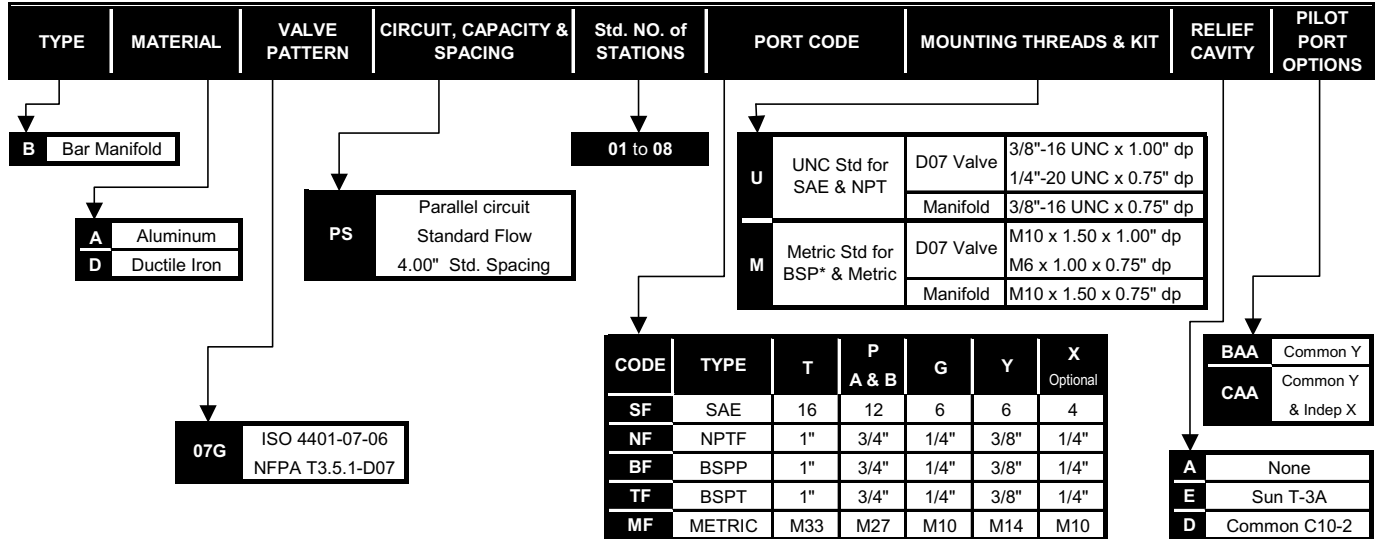 TYPE
MATERIAL
VALVE
PATTERN
CIRCUIT, CAPACITY &
SPACING
Std. NO. of
STATIONS
PORT CODE
MOUNTING THREADS & KIT
RELIEF
CAVITY
PILOT
PORT
OPTIONS
B Bar Manifold
A Aluminum
D Ductile Iron
07G
ISO 4401-07-06
NFPA T3.5.1-D07
PS
Parallel circuit
Standard Flow
4.00" Std. Spacing
01 to 08
U
UNC Std for
SAE & NPT
D07 Valve
3/8"-16 UNC x 1.00" dp
1/4"-20 UNC x 0.75" dp
Manifold 3/8"-16 UNC x 0.75" dp
M
Metric Std for
BSP* & Metric
D07 Valve
M10 x 1.50 x 1.00" dp
M6 x 1.00 x 0.75" dp
Manifold M10 x 1.50 x 0.75" dp
CODE TYPE T P A & B G Y X Optional
SF SAE 16 12 6 6 4
NF NPTF 1" 3/4" 1/4" 3/8" 1/4"
BF BSPP 1" 3/4" 1/4" 3/8" 1/4"
TF BSPT 1" 3/4" 1/4" 3/8" 1/4"
MF METRIC M33 M27 M10 M14 M10
BAA Common Y
CAA
Common Y
& Indep X
A None
E Sun T-3A
D Common C10-2